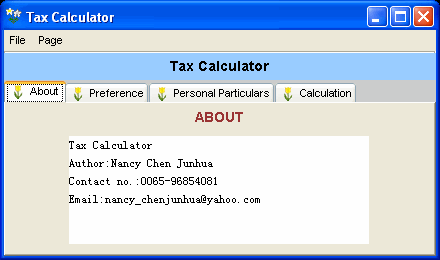 Tax Calculator
File Page
Tax Calculator
About Preference Personal Particulars Calculation
ABOUT
Tax Calculator
Author:Nancy Chen Junhua
Contact no.:0065-96854081
Email:nancy_chenjunhua@yahoo.com